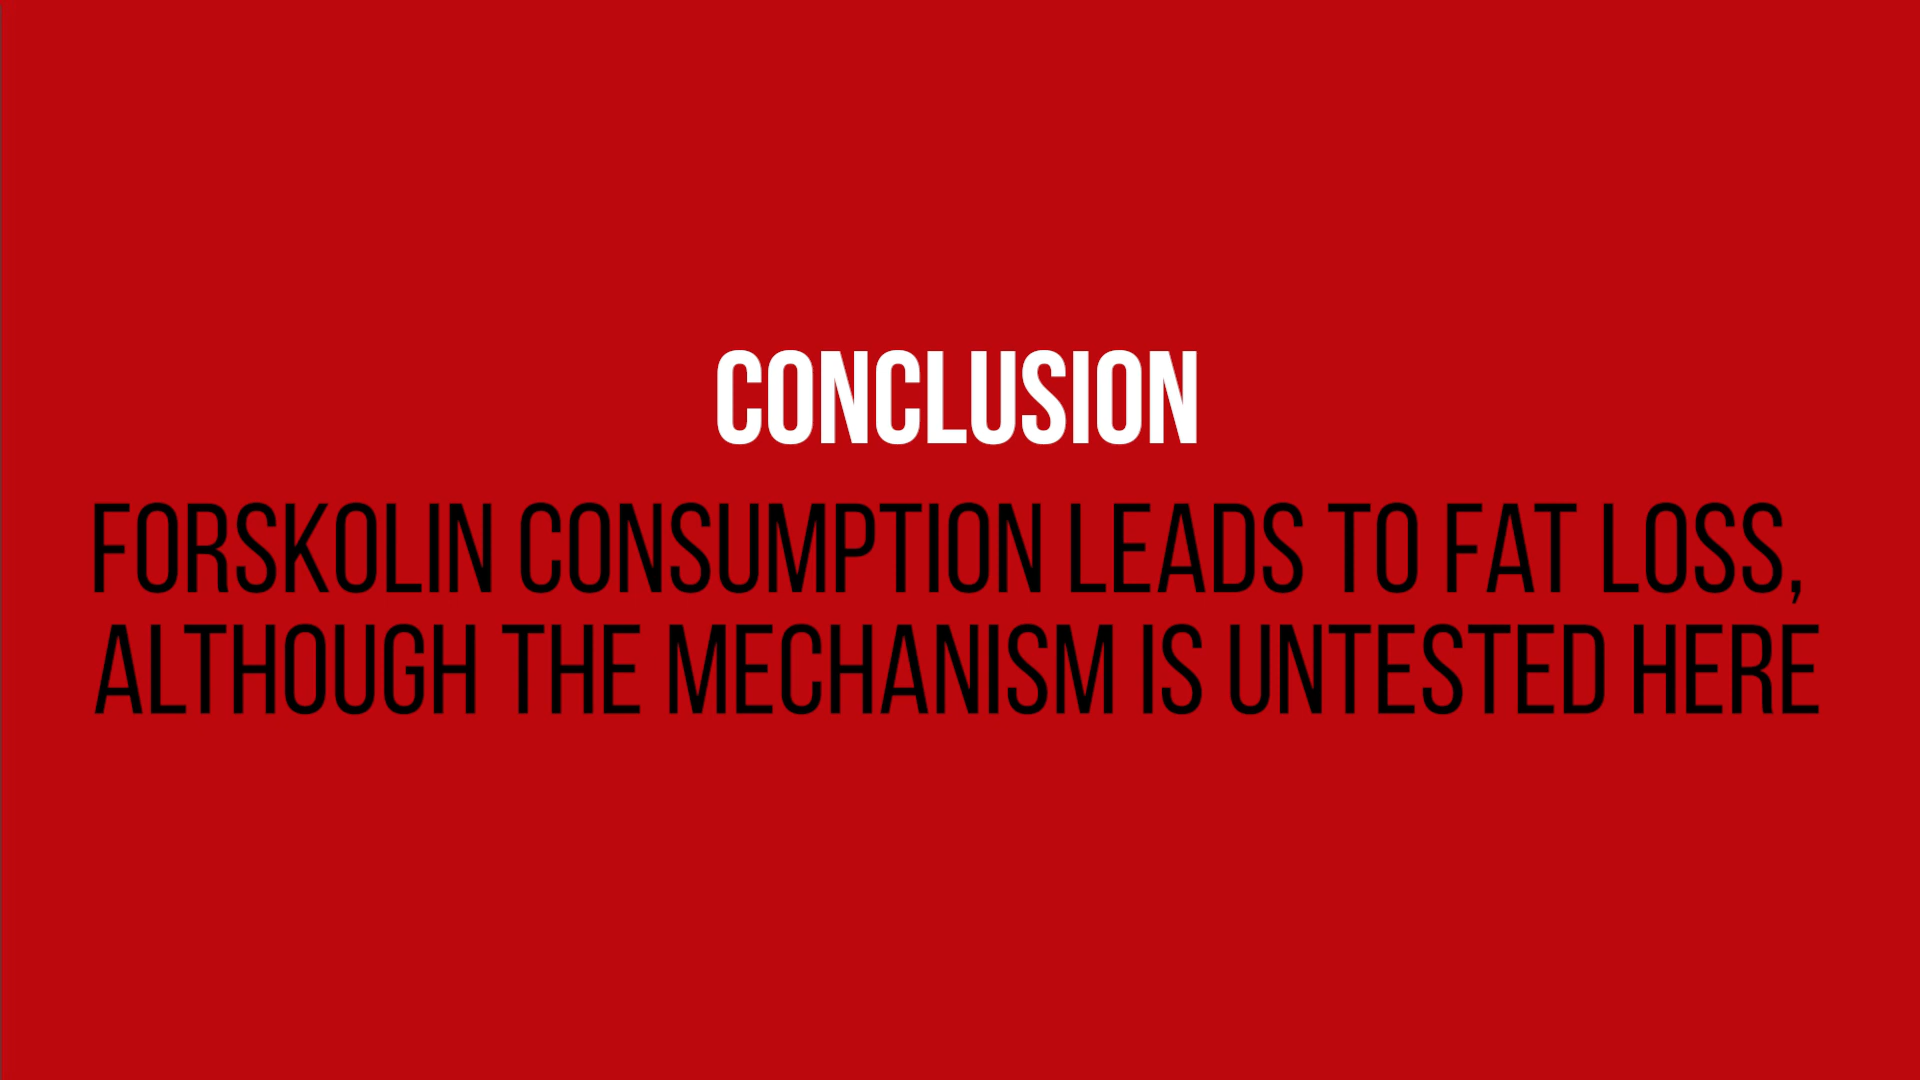 CONCLUSION
FORSKOLIN CONSUMPTION LEADS TO FAT LOSS,
ALTHOUGH THE MECHANISM IS UNTESTED HERE